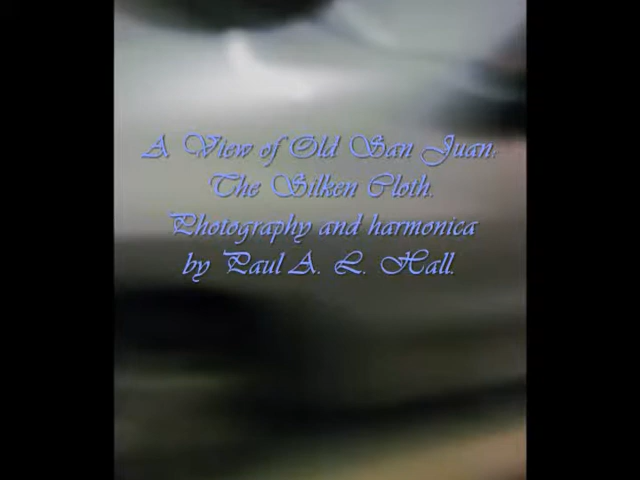 A View of Old San Juan:
The Silken Cloth.
Photography and harmonica
by Paul A. L. Hall.